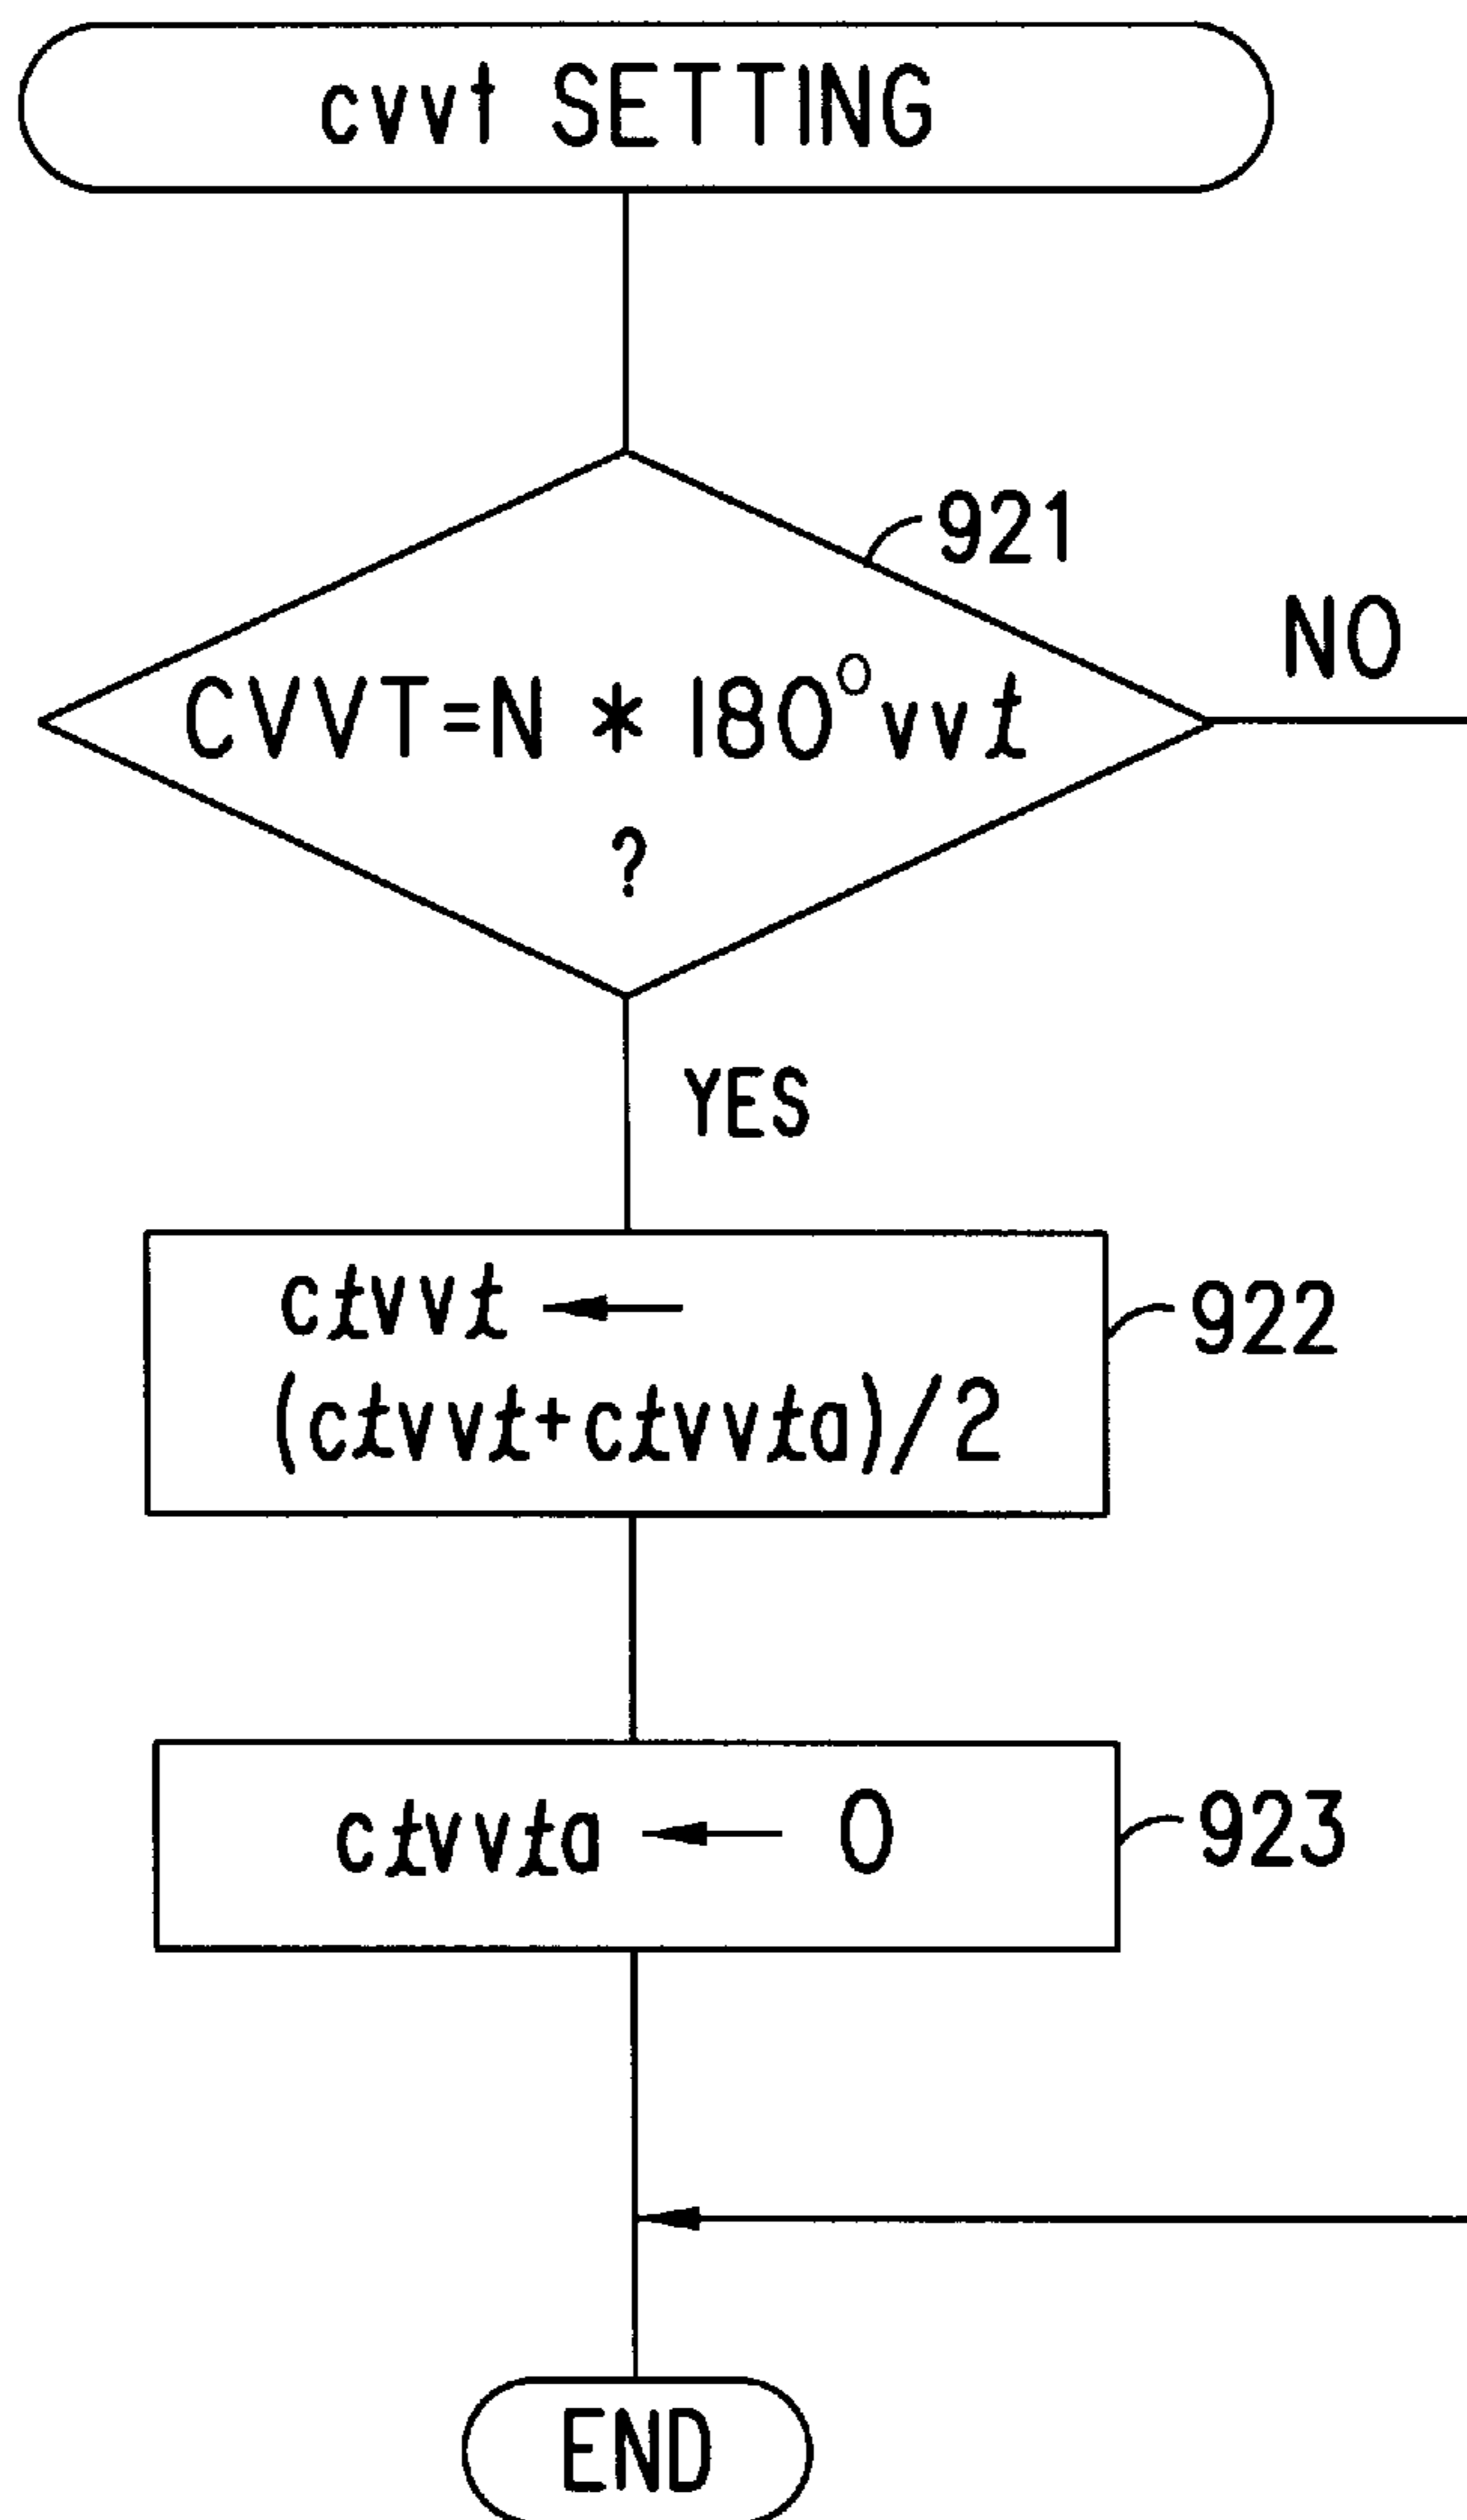 cvvt SETTING
921
NO
CVVT=N * 180°vvt
?
YES
ctvvt ←
(ctvvt+ctvvta)/2
922
ctvvta ← 0
923
END